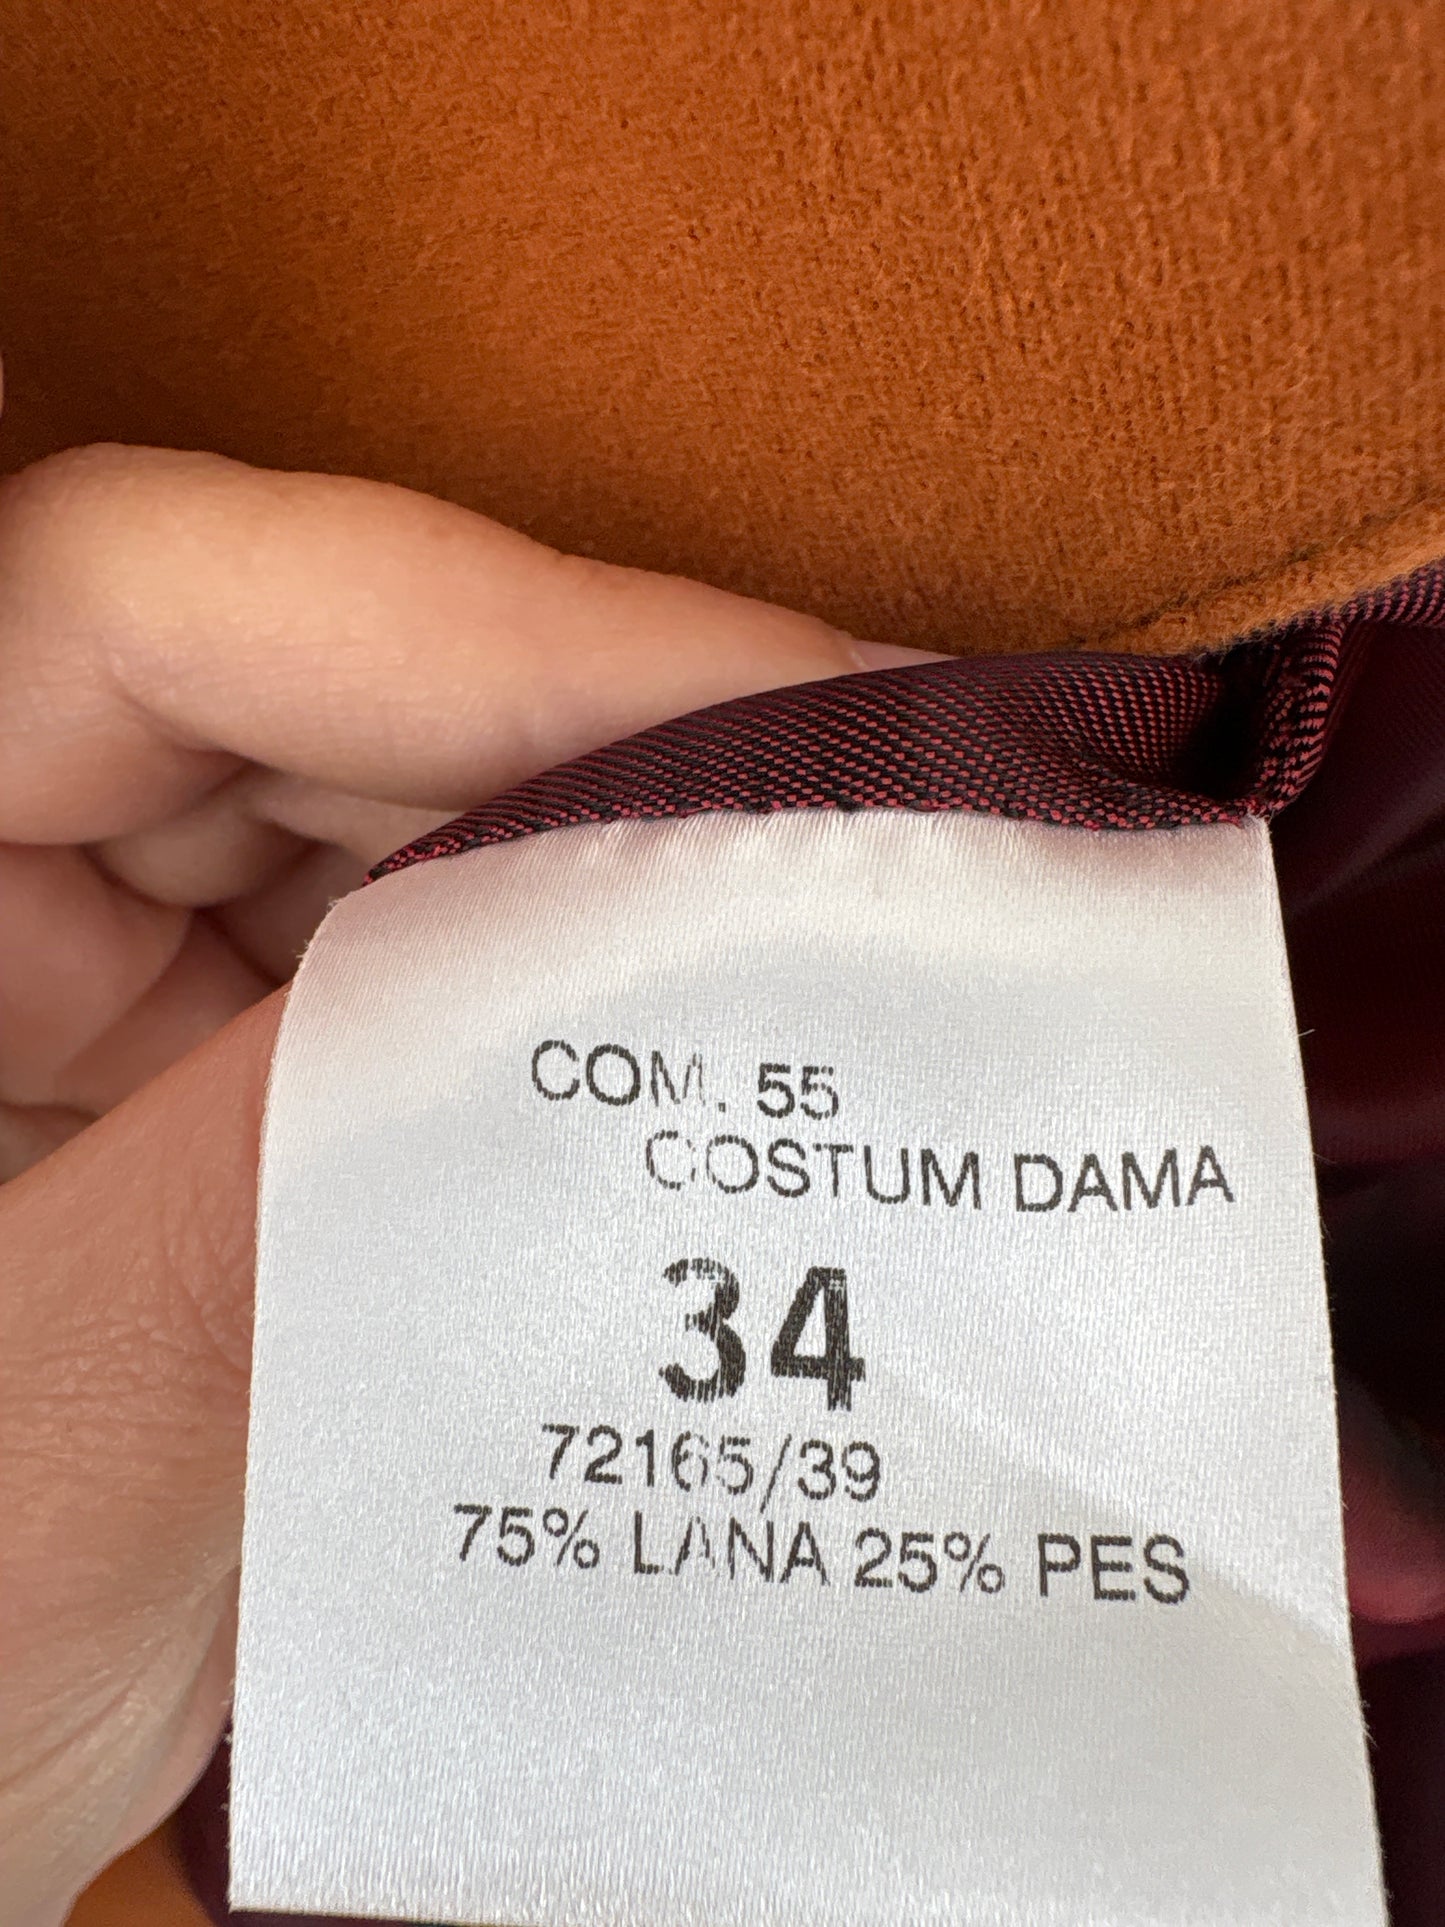 COM. 55
COSTUM DAMA
34
72165/39
75% LANA 25% PES